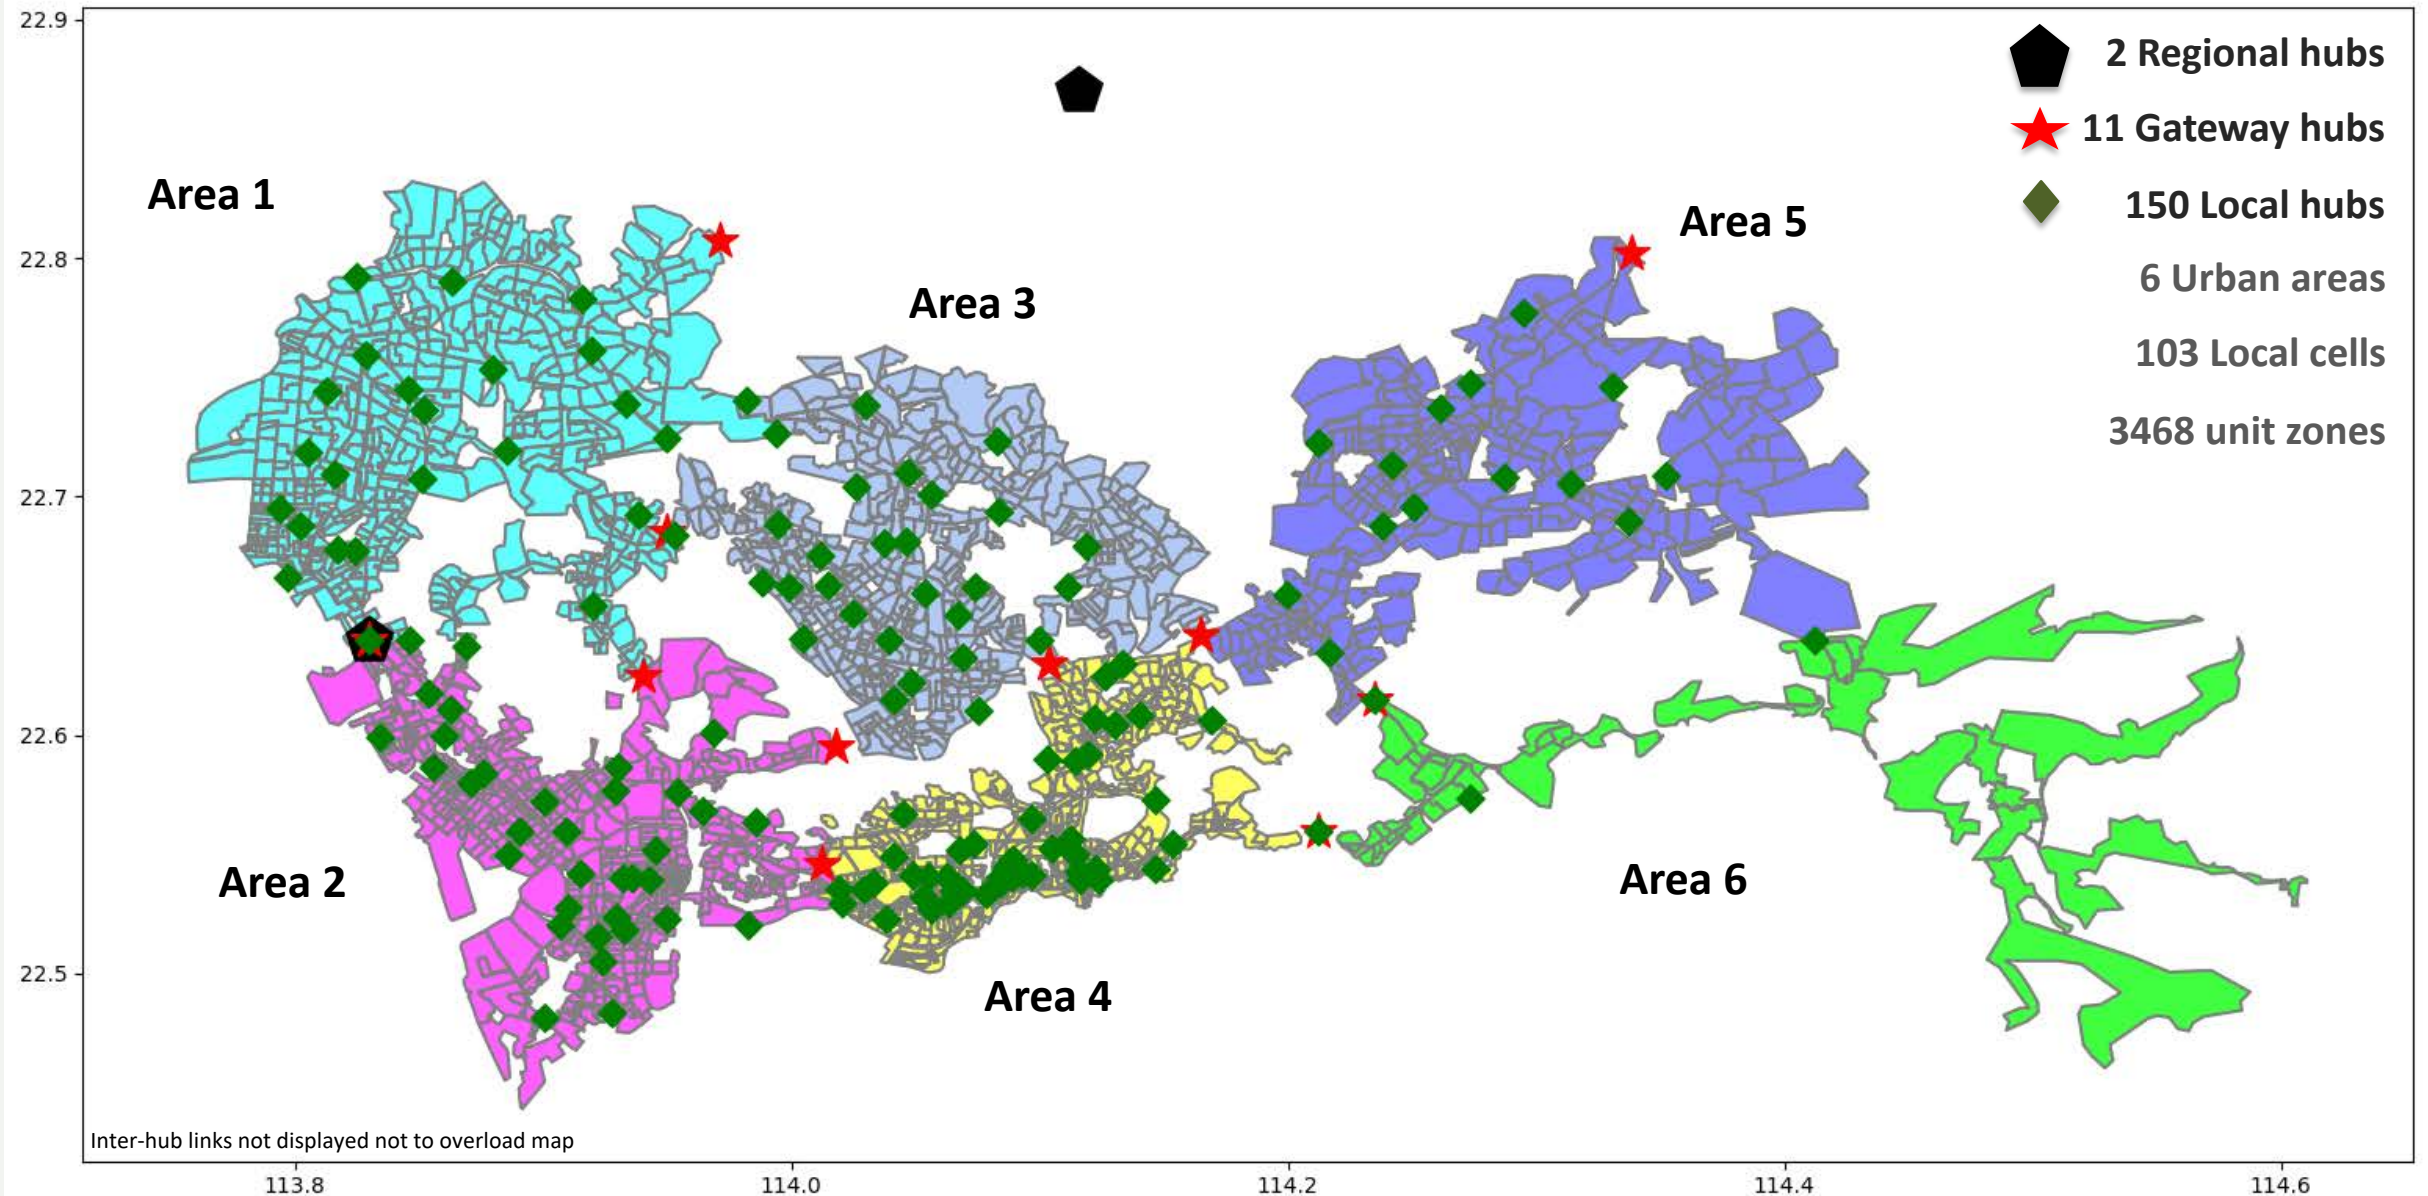 22.9
22.8
22.7
22.6
22.5
113.8
114.0
114.2
114.4
114.6
2 Regional hubs
11 Gateway hubs
150 Local hubs
6 Urban areas
103 Local cells
3468 unit zones
Area 1
Area 5
Area 3
Area 2
Area 6
Area 4
Inter-hub links not displayed not to overload map